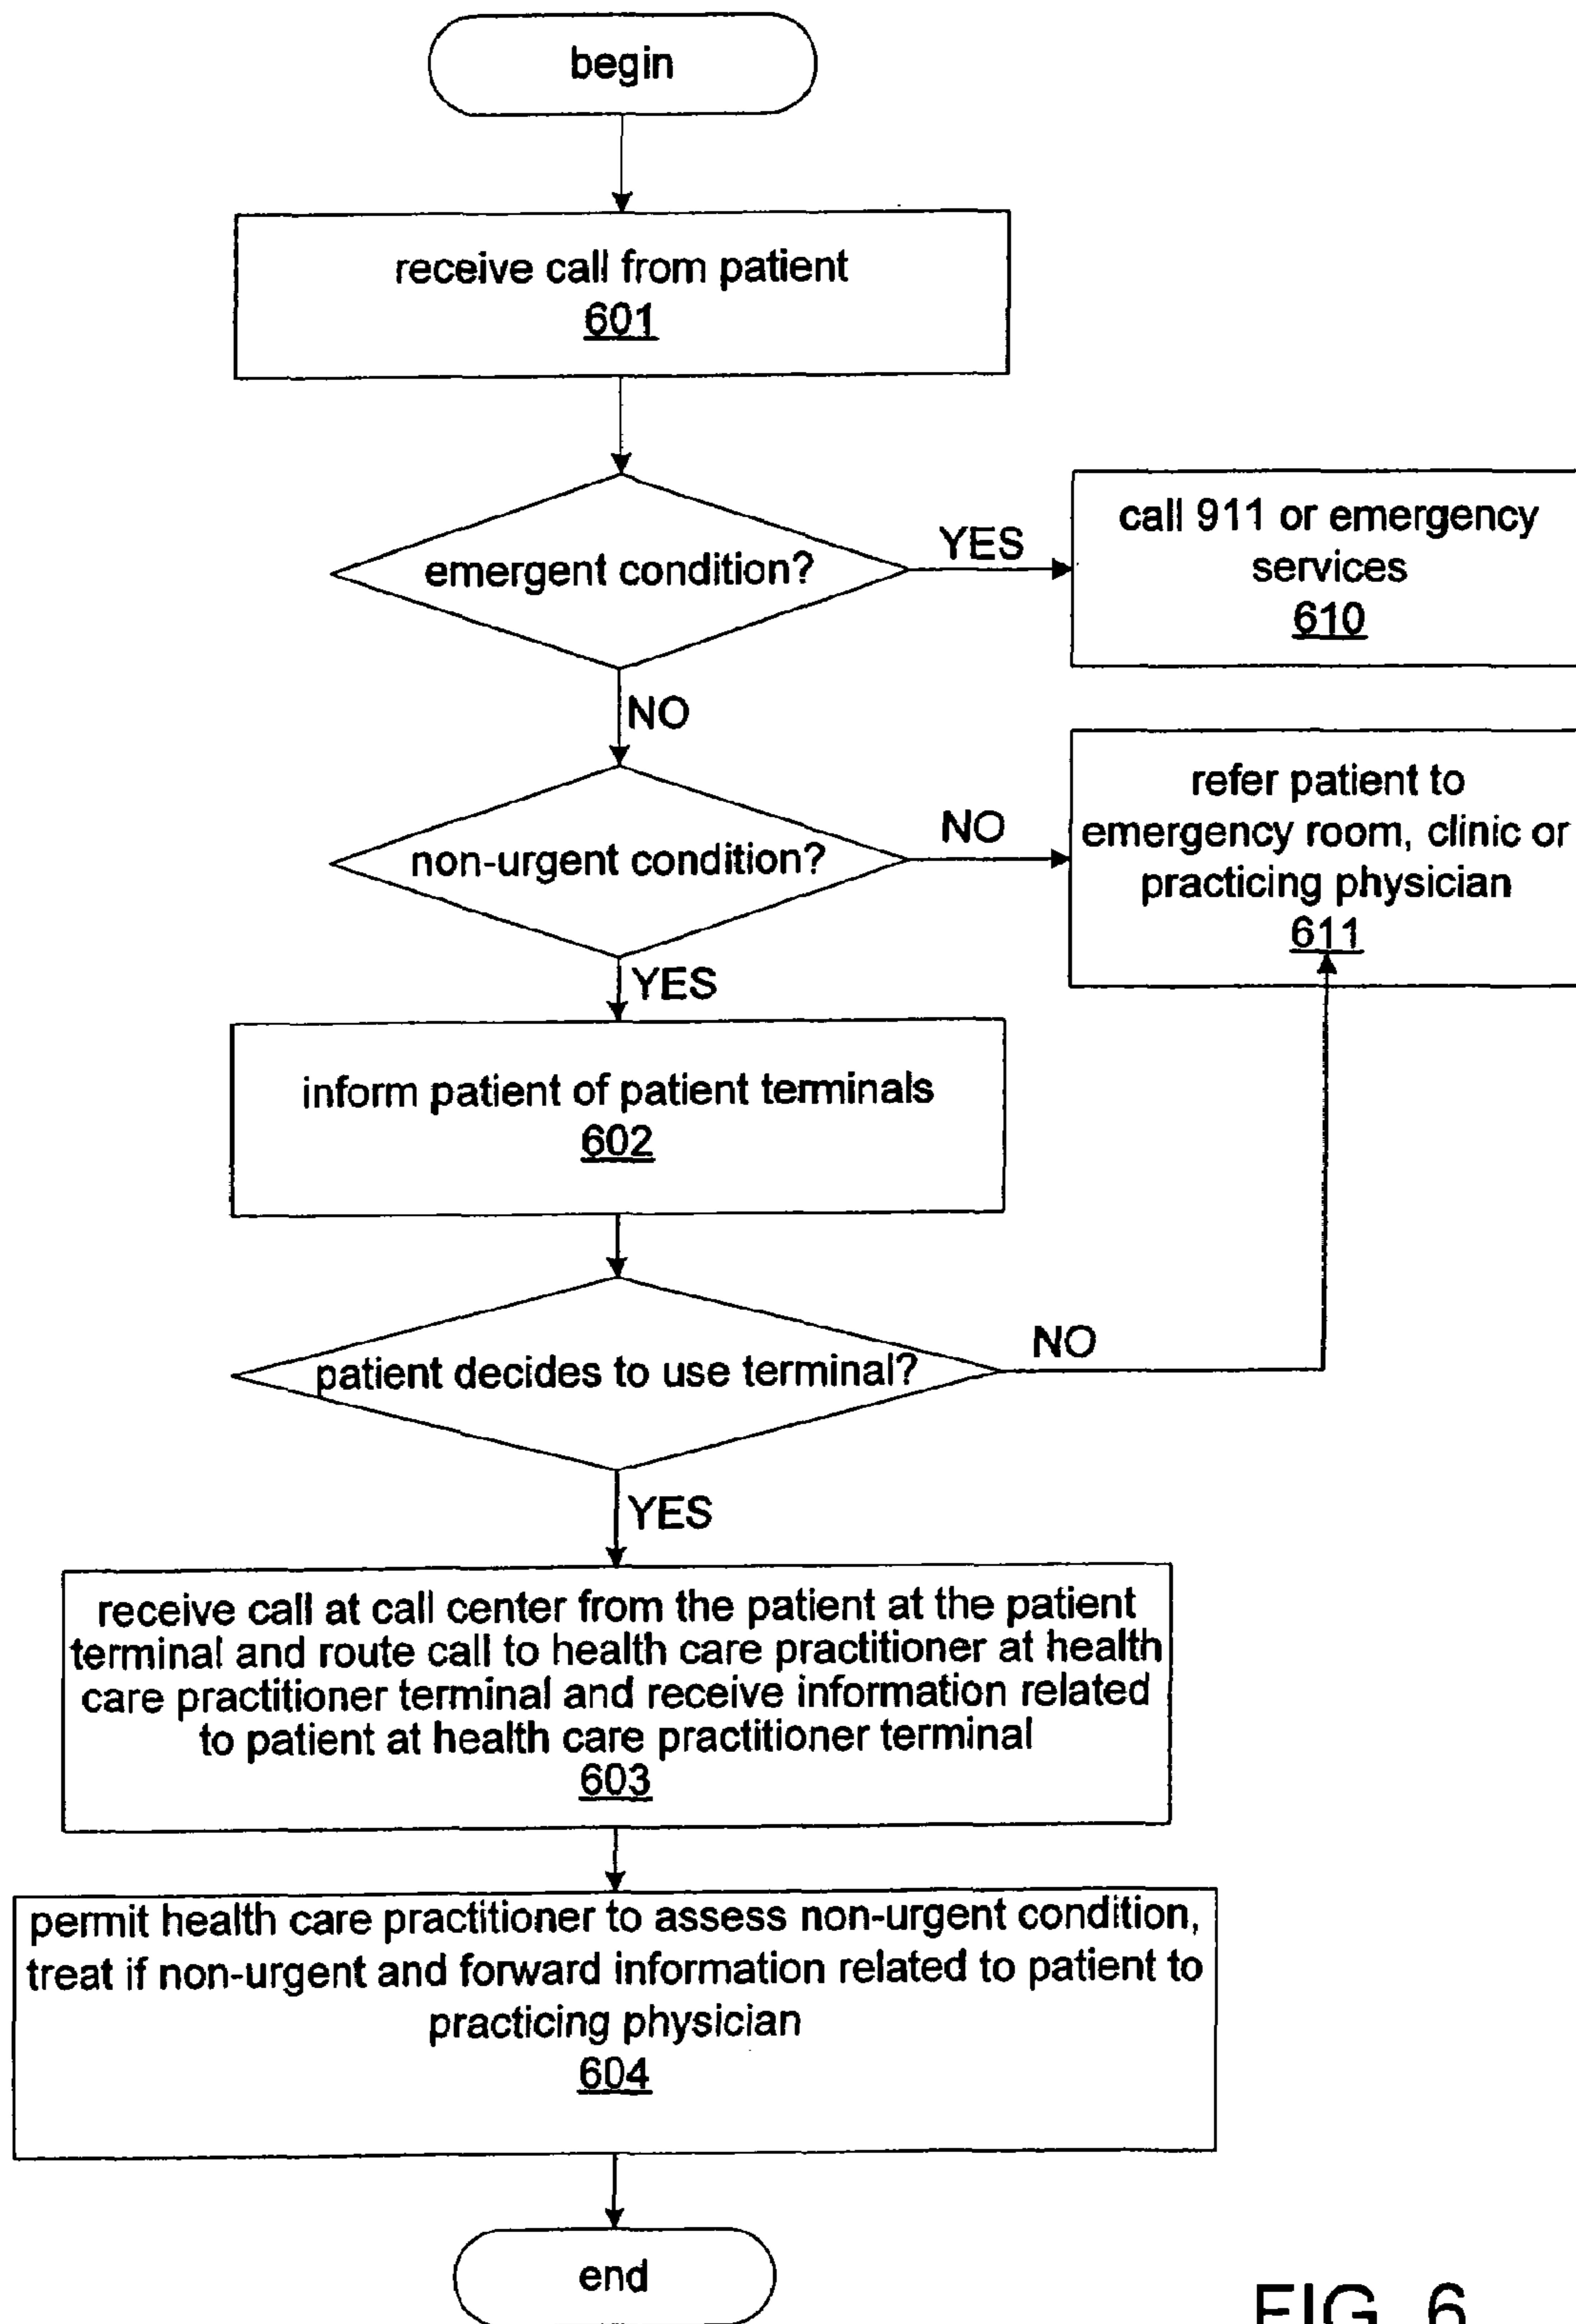 begin
receive call from patient
601
emergent condition?
YES
call 911 or emergency
services
610
NO
non-urgent condition?
NO
refer patient to
emergency room, clinic or
practicing physician
611
YES
inform patient of patient terminals
602
patient decides to use terminal?
NO
YES
receive call at call center from the patient at the patient
terminal and route call to health care practitioner at health
care practitioner terminal and receive information related
to patient at health care practitioner terminal
603
permit health care practitioner to assess non-urgent condition,
treat if non-urgent and forward information related to patient to
practicing physician
604
end
FIG. 6